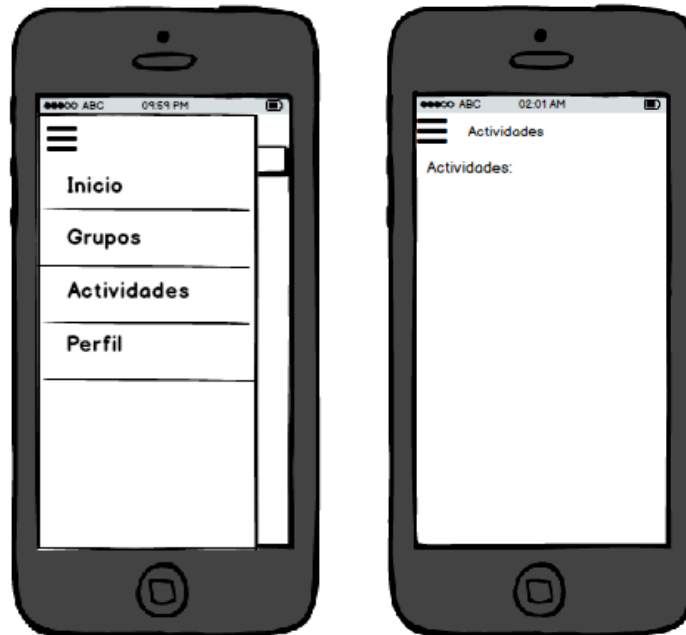 ABC 09:59 PM
Inicio
Grupos
Actividades
Perfil
ABC 02:01 AM
Actividades
Actividades: